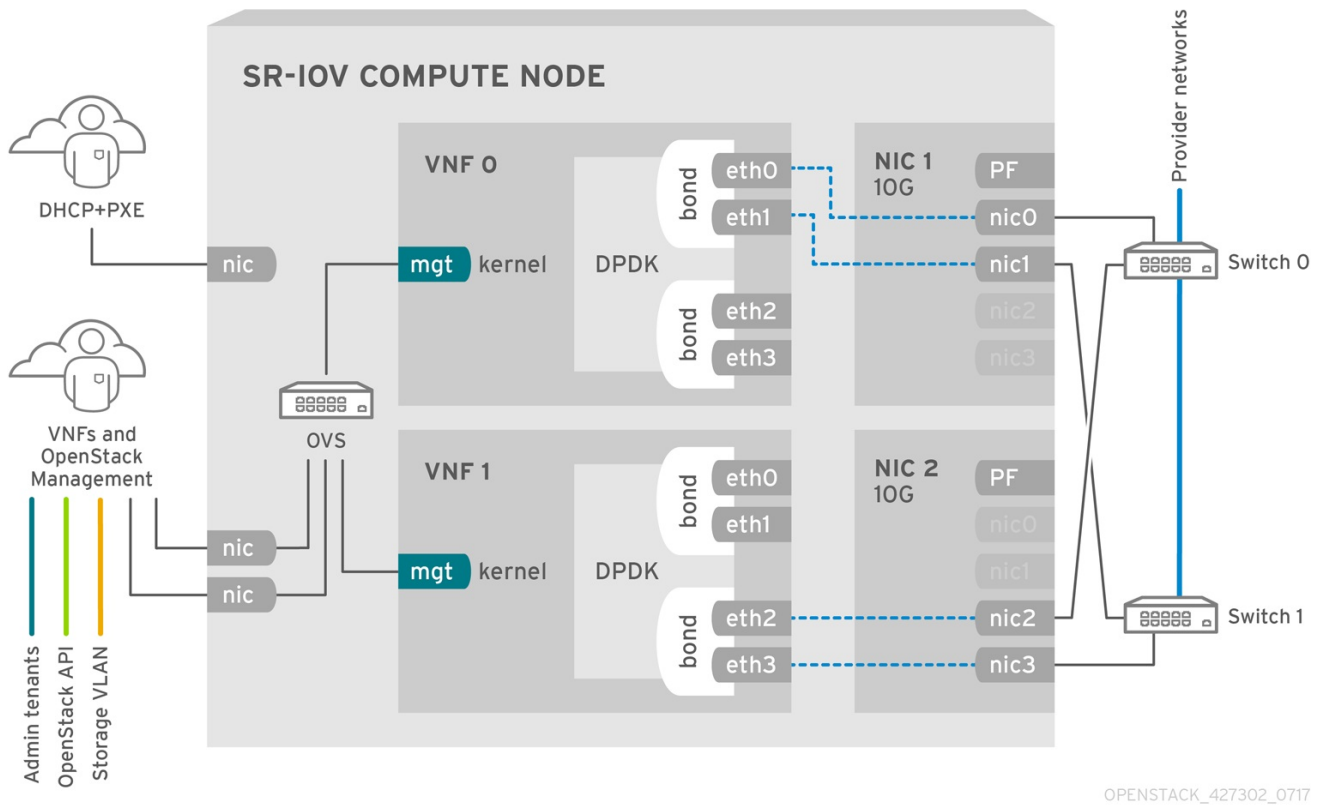 SR-IOV COMPUTE NODE
Provider networks
DHCP+PXE
nic
VNF 0
mgt
kernel
DPDK
bond
eth0
eth1
bond
eth2
eth3
NIC 1
10G
PF
nic0
nic1
nic2
nic3
Switch 0
VNFs and
OpenStack
Management
OVS
nic
nic
VNF 1
mgt
kernel
DPDK
bond
eth0
eth1
bond
eth2
eth3
NIC 2
10G
PF
nic0
nic1
nic2
nic3
Switch 1
Admin tenants
OpenStack API
Storage VLAN
OPENSTACK_427302_0717